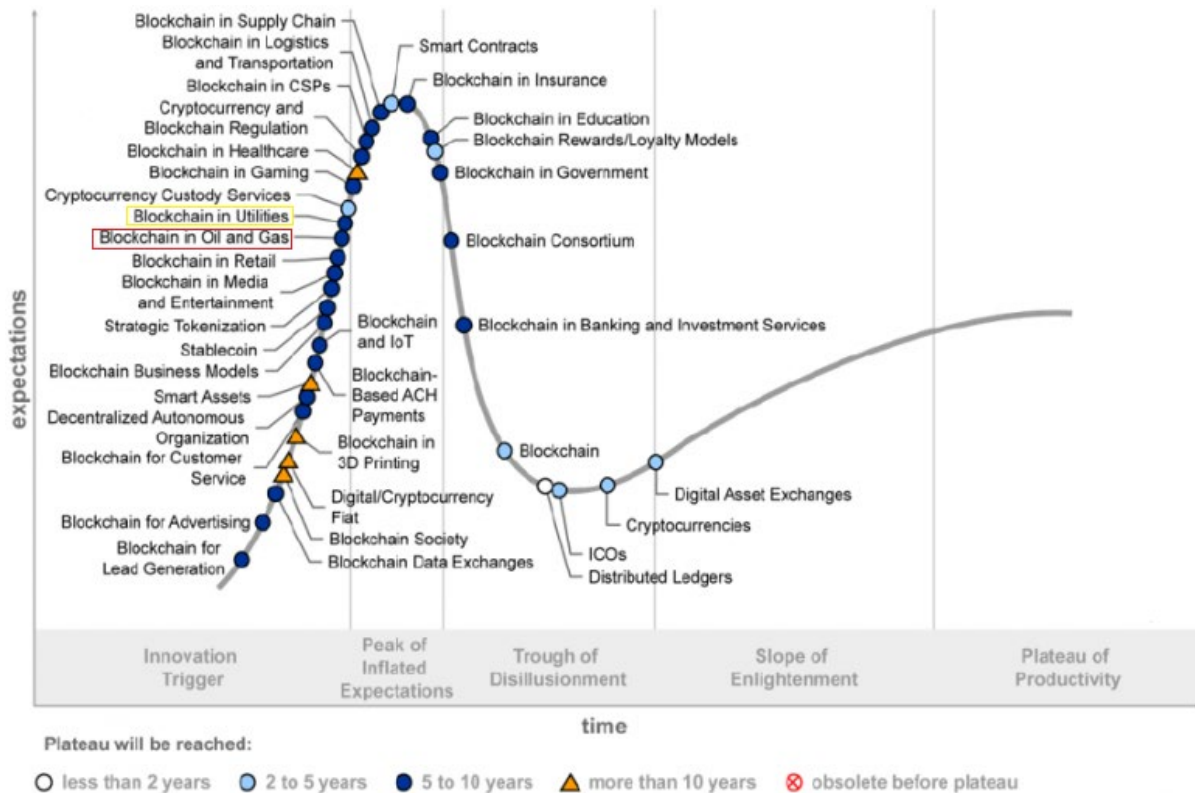 Blockchain in Supply Chain
Blockchain in Logistics
and Transportation
Blockchain in CSPs
Cryptocurrency and
Blockchain Regulation
Blockchain in Healthcare
Blockchain in Gaming
Cryptocurrency Custody Services
Blockchain in Utilities
Blockchain in Oil and Gas
Blockchain in Retail
Blockchain in Media
and Entertainment
Strategic Tokenization
Stablecoin
Blockchain Business Models
Smart Assets
Decentralized Autonomous
Organization
Blockchain for Customer
Service
Blockchain for Advertising
Blockchain for
Lead Generation
Smart Contracts
Blockchain in Insurance
Blockchain in Education
Blockchain Rewards/Loyalty Models
Blockchain in Government
Blockchain Consortium
Blockchain in Banking and Investment Services
Blockchain
and IoT
Blockchain-
Based ACH
Payments
Blockchain in
3D Printing
Digital/Cryptocurrency
Fiat
Blockchain Society
Blockchain Data Exchanges
Blockchain
Digital Asset Exchanges
Cryptocurrencies
ICOs
Distributed Ledgers
expectations
Innovation
Trigger
Peak of
Inflated
Expectations
Trough of
Disillusionment
Slope of
Enlightenment
Plateau of
Productivity
time
Plateau will be reached:
less than 2 years
2 to 5 years
5 to 10 years
more than 10 years
obsolete before plateau